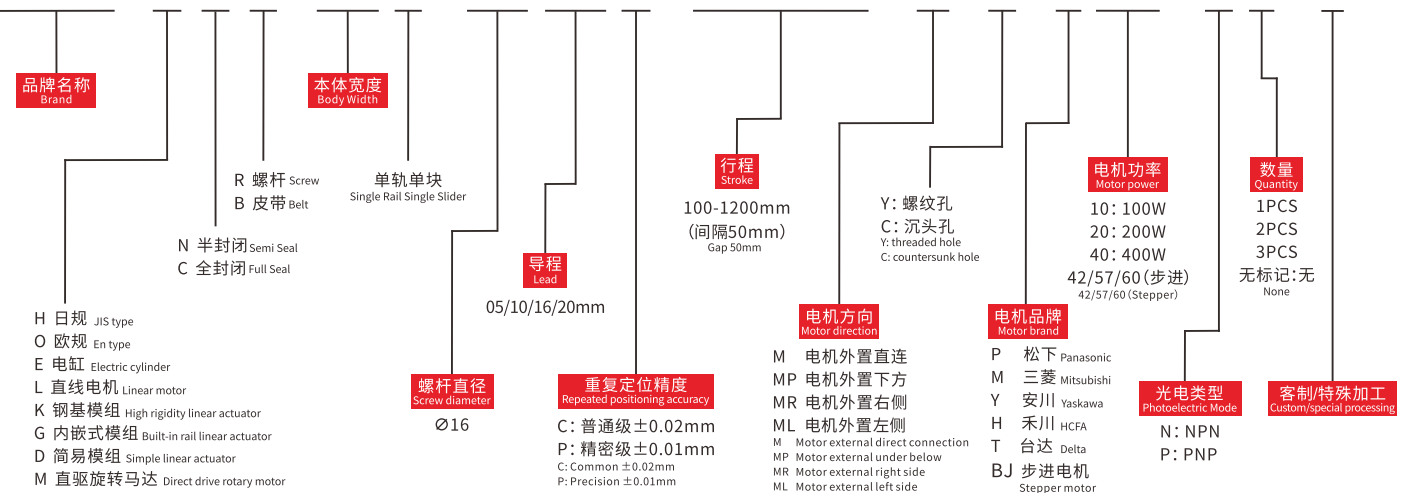 品牌名称
Brand
H 日规 JIS type
O 欧规 En type
E 电缸 Electric cylinder
L 直线电机 Linear motor
K 钢基模组 High rigidity linear actuator
G 内嵌式模组 Built-in rail linear actuator
D 简易模组 Simple linear actuator
M 直驱旋转马达 Direct drive rotary motor
N 半封闭 Semi Seal
C 全封闭 Full Seal
R 螺杆 Screw
B 皮带 Belt
本体宽度
Body Width
单轨单块
Single Rail Single Slider
螺杆直径
Screw diameter
Ø16
导程
Lead
05/10/16/20mm
重复定位精度
Repeated positioning accuracy
C：普通级±0.02mm
P：精密级±0.01mm
C: Common ±0.02mm
P: Precision ±0.01mm
行程
Stroke
100-1200mm
（间隔50mm）
Gap 50mm
电机方向
Motor direction
M 电机外置直连
MP 电机外置下方
MR 电机外置右侧
ML 电机外置左侧
M Motor external direct connection
MP Motor external under below
MR Motor external right side
ML Motor external left side
Y：螺纹孔
C：沉头孔
Y: threaded hole
C: countersunk hole
电机品牌
Motor brand
P 松下 Panasonic
M 三菱 Mitsubishi
Y 安川 Yaskawa
H 禾川 HCFA
T 台达 Delta
BJ 步进电机
Stepper motor
电机功率
Motor power
10：100W
20：200W
40：400W
42/57/60（步进）
42/57/60（Stepper）
光电类型
Photoelectric Mode
N：NPN
P：PNP
数量
Quantity
1PCS
2PCS
3PCS
无标记：无
None
客制/特殊加工
Custom/special processing